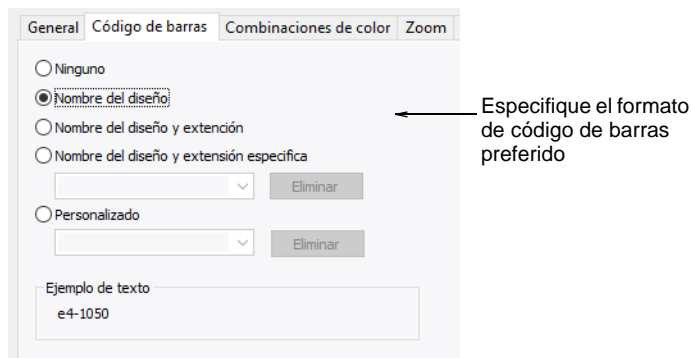 General Código de barras Combinaciones de color Zoom
Ninguno
Nombre del diseño
Nombre del diseño y extención
Nombre del diseño y extensión especifica
Eliminar
Personalizado
Eliminar
Ejemplo de texto
e4-1050
Especifique el formato
de código de barras
preferido